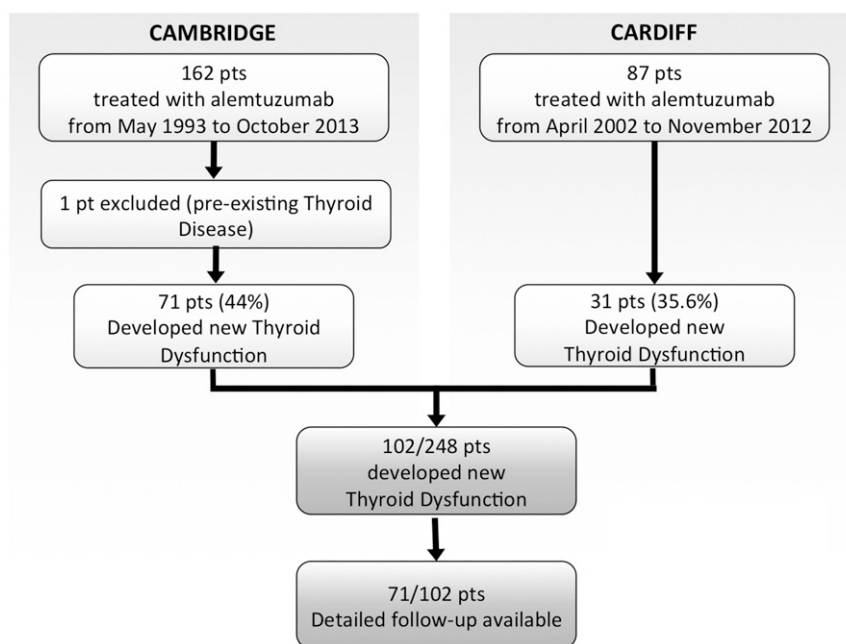 CAMBRIDGE
162 pts
treated with alemtuzumab
from May 1993 to October 2013
1 pt excluded (pre-existing Thyroid
Disease)
71 pts (44%)
Developed new Thyroid
Dysfunction
CARDIFF
87 pts
treated with alemtuzumab
from April 2002 to November 2012
31 pts (35.6%)
Developed new
Thyroid Dysfunction
102/248 pts
developed new
Thyroid Dysfunction
71/102 pts
Detailed follow-up available